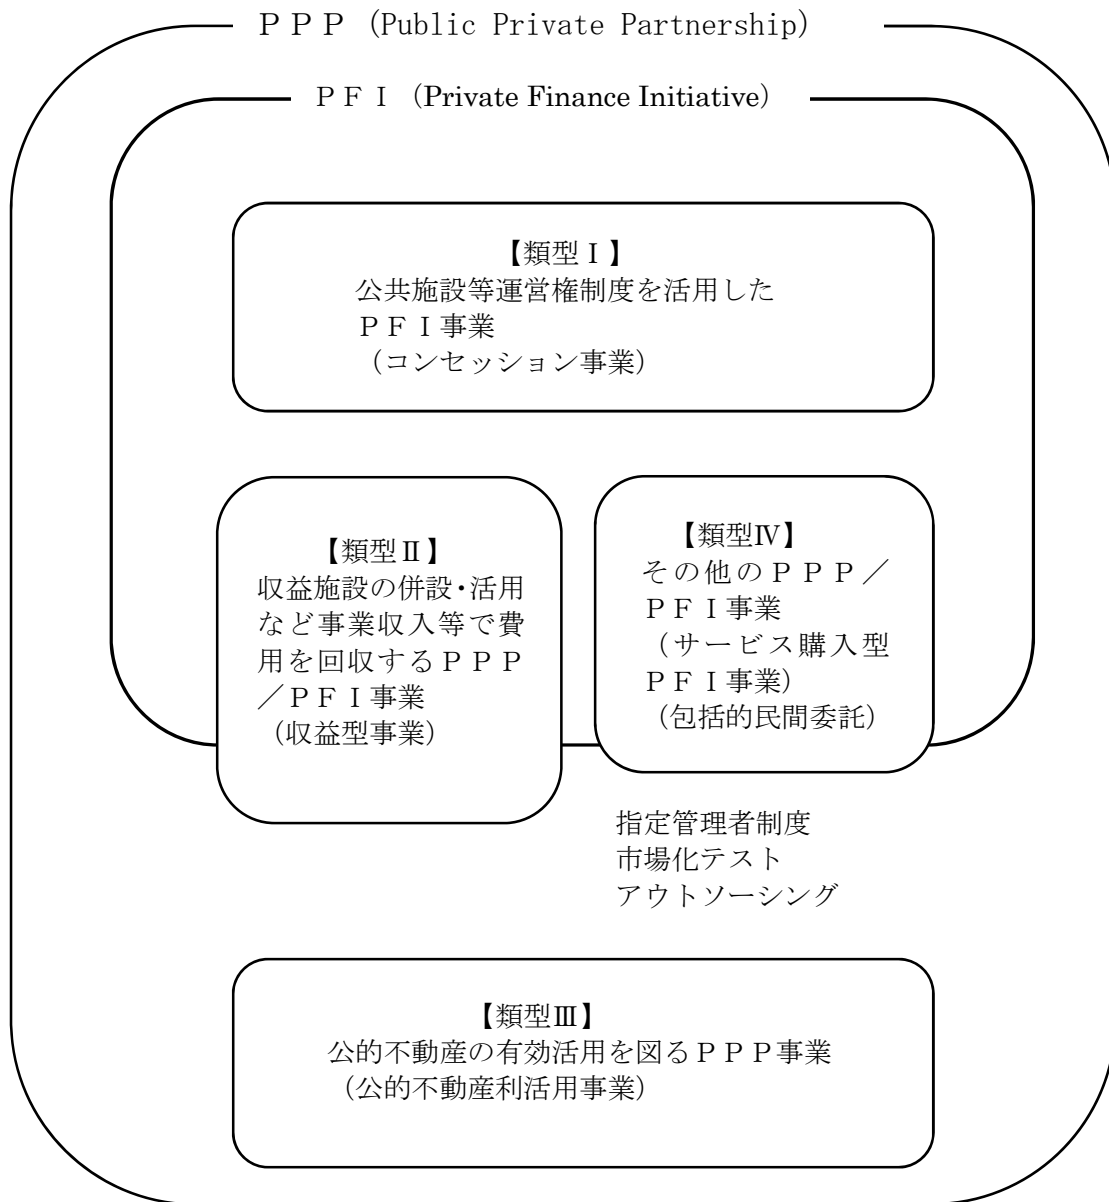 ＰＰＰ（Public Private Partnership）
ＰＦＩ（Private Finance Initiative）
【類型Ⅰ】
公共施設等運営権制度を活用した
ＰＦＩ事業
（コンセッション事業）
【類型Ⅱ】
収益施設の併設・活用
など事業収入等で費
用を回収するＰＰＰ
／ＰＦＩ事業
（収益型事業）
【類型Ⅳ】
その他のＰＰＰ／
ＰＦＩ事業
（サービス購入型
ＰＦＩ事業）
（包括的民間委託）
指定管理者制度
市場化テスト
アウトソーシング
【類型Ⅲ】
公的不動産の有効活用を図るＰＰＰ事業
（公的不動産利活用事業）